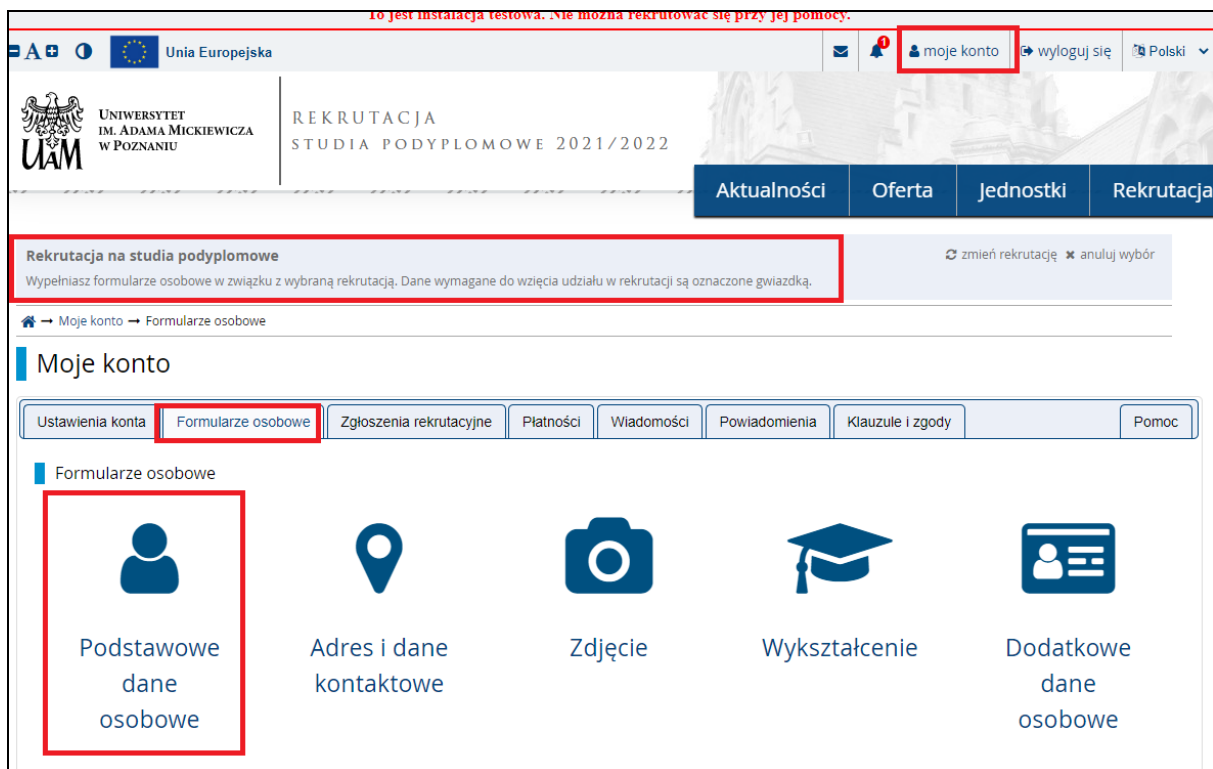 To jest instalacja testowa. Nie można rekrutować się przy jej pomocy.
A Unia Europejska 1 moje konto wyloguj się Polski
UNIWERSYTET
IM. ADAMA MICKIEWICZA
W POZNANIU
UAM
REKRUTACJA
STUDIA PODYPLOMOWE 2021/2022
Aktualności Oferta Jednostki Rekrutacja
Rekrutacja na studia podyplomowe
zmień rekrutację anuluj wybór
Wypełniasz formularze osobowe w związku z wybraną rekrutacją. Dane wymagane do wzięcia udziału w rekrutacji są oznaczone gwiazdką.
→ Moje konto → Formularze osobowe
Moje konto
Ustawienia konta Formularze osobowe Zgłoszenia rekrutacyjne Płatności Wiadomości Powiadomienia Klauzule i zgody Pomoc
Formularze osobowe
Podstawowe
dane
osobowe
Adres i dane
kontaktowe
Zdjęcie
Wykształcenie
Dodatkowe
dane
osobowe